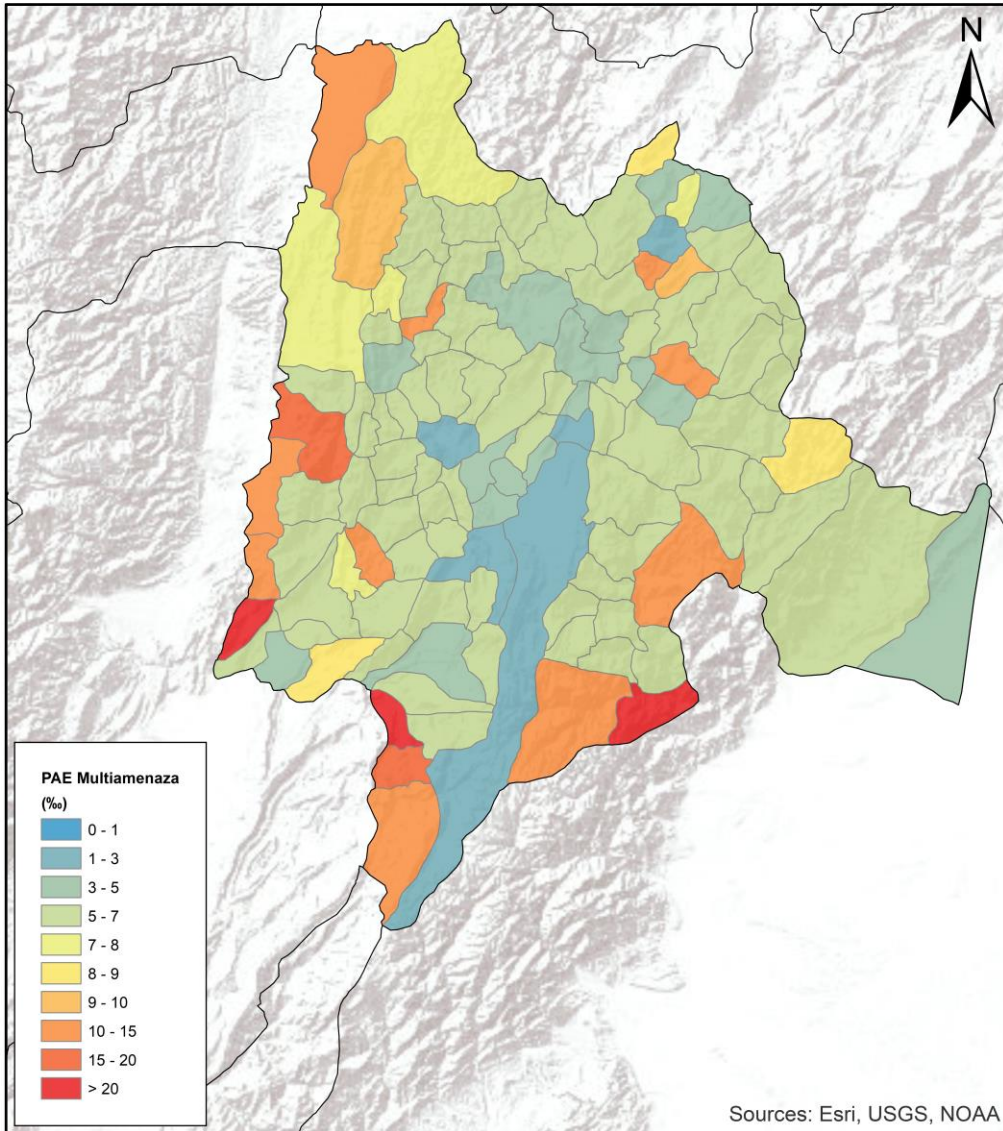 N
PAE Multiamenaza
(‰)
0 - 1
1 - 3
3 - 5
5 - 7
7 - 8
8 - 9
9 - 10
10 - 15
15 - 20
> 20
Sources: Esri, USGS, NOAA